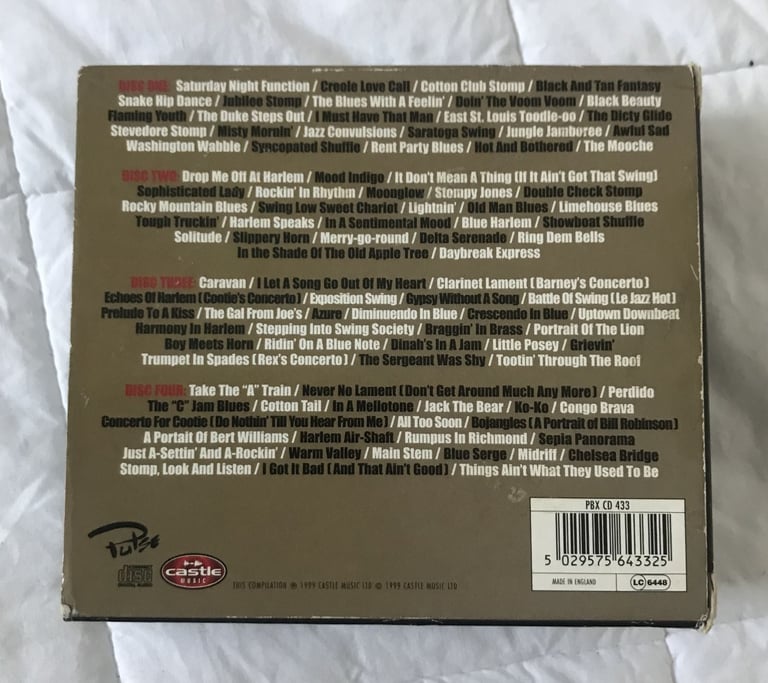 DISC ONE: Saturday Night Function / Creole Love Call / Cotton Club Stomp / Black And Tan Fantasy
Snake Hip Dance / Jubilee Stomp / The Blues With A Feelin' / Doin' The Voom Voom / Black Beauty
Flaming Youth / The Duke Steps Out / I Must Have That Man / East St. Louis Toodle-oo / The Dicty Glide
Stevedore Stomp / Misty Mornin' / Jazz Convulsions / Saratoga Swing / Jungle Jamboree / Awful Sad
Washington Wabble / Syncopated Shuffle / Rent Party Blues / Hot And Bothered / The Mooche
DISC TWO: Drop Me Off At Harlem / Mood Indigo / It Don't Mean A Thing (If It Ain't Got That Swing)
Sophisticated Lady / Rockin' In Rhythm / Moonglow / Stompy Jones / Double Check Stomp
Rocky Mountain Blues / Swing Low Sweet Chariot / Lightnin' / Old Man Blues / Limehouse Blues
Tough Truckin' / Harlem Speaks / In A Sentimental Mood / Blue Harlem / Showboat Shuffle
Solitude / Slippery Horn / Merry-go-round / Delta Serenade / Ring Dem Bells
In the Shade Of The Old Apple Tree / Daybreak Express
DISC THREE: Caravan / I Let A Song Go Out Of My Heart / Clarinet Lament (Barney's Concerto)
Echoes Of Harlem (Cootie's Concerto) / Exposition Swing / Gypsy Without A Song / Battle Of Swing (Le Jazz Hot)
Prelude To A Kiss / The Gal From Joe's / Azure / Diminuendo In Blue / Crescendo In Blue / Uptown Downbeat
Harmony In Harlem / Stepping Into Swing Society / Braggin' In Brass / Portrait Of The Lion
Boy Meets Horn / Ridin' On A Blue Note / Dinah's In A Jam / Little Posey / Grievin'
Trumpet In Spades (Rex's Concerto) / The Sergeant Was Shy / Tootin' Through The Roof
DISC FOUR: Take The "A" Train / Never No Lament (Don't Get Around Much Any More) / Perdido
The "C" Jam Blues / Cotton Tail / In A Mellotone / Jack The Bear / Ko-Ko / Congo Brava
Concerto For Cootie (Do Nothin' Till You Hear From Me) / All Too Soon / Bojangles (A Portrait of Bill Robinson)
A Portait Of Bert Williams / Harlem Air-Shaft / Rumpus In Richmond / Sepia Panorama
Just A-Settin' And A-Rockin' / Warm Valley / Main Stem / Blue Serge / Midriff / Chelsea Bridge
Stomp, Look And Listen / I Got It Bad (And That Ain't Good) / Things Ain't What They Used To Be
PBX CD 433
5 029575 643325
MADE IN ENGLAND
LC 6448
Pulse
disc
DIGITAL AUDIO
castle
MUSIC
THIS COMPILATION ℗ 1999 CASTLE MUSIC LTD © 1999 CASTLE MUSIC LTD